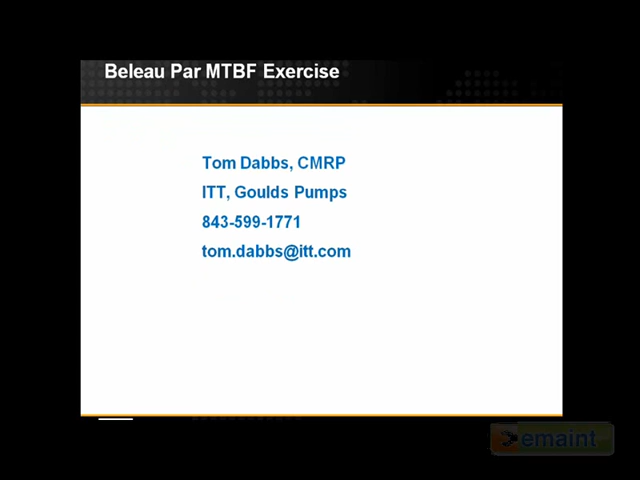 Beleau Par MTBF Exercise
Tom Dabbs, CMRP
ITT, Goulds Pumps
843-599-1771
tom.dabbs@itt.com
emaint